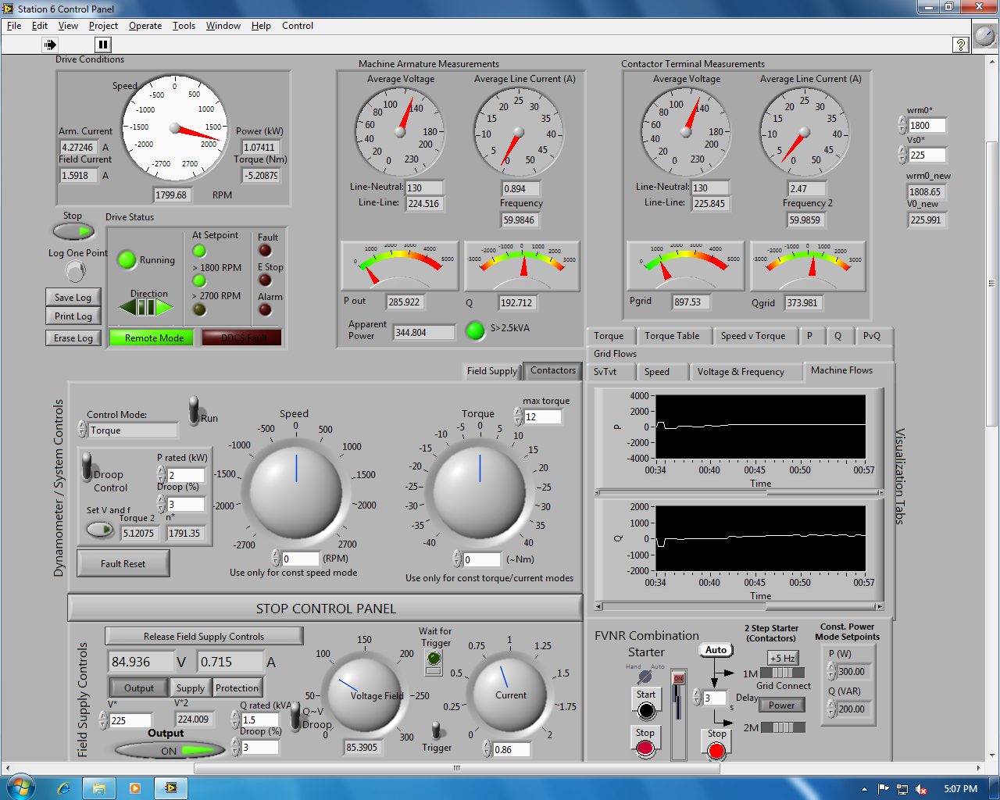 Station 6 Control Panel
File Edit View Project Operate Tools Window Help Control
Drive Conditions
Speed
-2700 -2000 -1500 -1000 -500 0 500 1000 1500 2000 2700
Arm. Current
4.27246 A
Field Current
1.5918 A
Power (kW)
1.07411
Torque (Nm)
-5.20879
1799.68 RPM
Machine Armature Measurements
Average Voltage
0 20 40 60 80 100 140 180 200 230
Line-Neutral: 130
Line-Line: 224.516
Average Line Current (A)
0 5 10 15 20 25 30 35 40 45 50
0.894
Frequency
59.9846
0 1000 2000 3000 4000 5000
P out 285.922
-3000 -2000 -1000 0 1000 2000 3000
Q 192.712
Apparent
Power 344.804
S>2.5kVA
Contactor Terminal Measurements
Average Voltage
0 20 40 60 80 100 140 180 200 230
Line-Neutral: 130
Line-Line: 225.845
Average Line Current (A)
0 5 10 15 20 25 30 35 40 45 50
2.47
Frequency 2
59.9859
0 1000 2000 3000 4000 5000
Pgrid 897.53
-3000 -2000 -1000 0 1000 2000 3000
Qgrid 373.981
wrm0*
1800
Vs0*
225
wrm0_new
1808.65
V0_new
225.991
Stop
Log One Point
Save Log
Print Log
Erase Log
Drive Status
Running
Direction
At Setpoint
> 1800 RPM
> 2700 RPM
Fault
E Stop
Alarm
Remote Mode
DDCS Fault
Field Supply Contactors
Dynamometer / System Controls
Control Mode:
Torque
Run
Droop
Control
P rated (kW)
2
Droop (%)
3
Set V and f
Torque 2
5.12075
n*
1791.35
Fault Reset
Speed
-2700 -2000 -1500 -1000 -500 0 500 1000 1500 2000 2700
0 (RPM)
Use only for const speed mode
Torque
-40 -35 -30 -25 -20 -15 -10 -5 0 5 10 15 20 25 30 35 40
max torque
12
0 (~Nm)
Use only for const torque/current modes
STOP CONTROL PANEL
Torque Torque Table Speed v Torque P Q PvQ
Grid Flows
SvTvt Speed Voltage & Frequency Machine Flows
Visualization Tabs
P
4000
2000
0
-2000
-4000
00:34 00:40 00:45 00:50 00:57
Time
Q
2000
1000
0
-1000
-2000
00:34 00:40 00:45 00:50 00:57
Time
Field Supply Controls
Release Field Supply Controls
84.936 V 0.715 A
Output Supply Protection
V*
225
V*2
224.009
Q rated (kVA
1.5
Droop (%)
3
Output
ON
Q~V
Droop
Voltage Field
0 50 100 150 200 250 300
85.3905
Wait for
Trigger
Trigger
Current
0 0.25 0.5 0.75 1 1.25 1.5 1.75 2
0.86
FVNR Combination
Starter
Hand Auto
Start
Stop
ON
Auto
3 s
Delay
Stop
2 Step Starter
(Contactors)
+5 Hz
1M
Grid Connect
Power
2M
Const. Power
Mode Setpoints
P (W)
300.00
Q (VAR)
200.00
5:07 PM